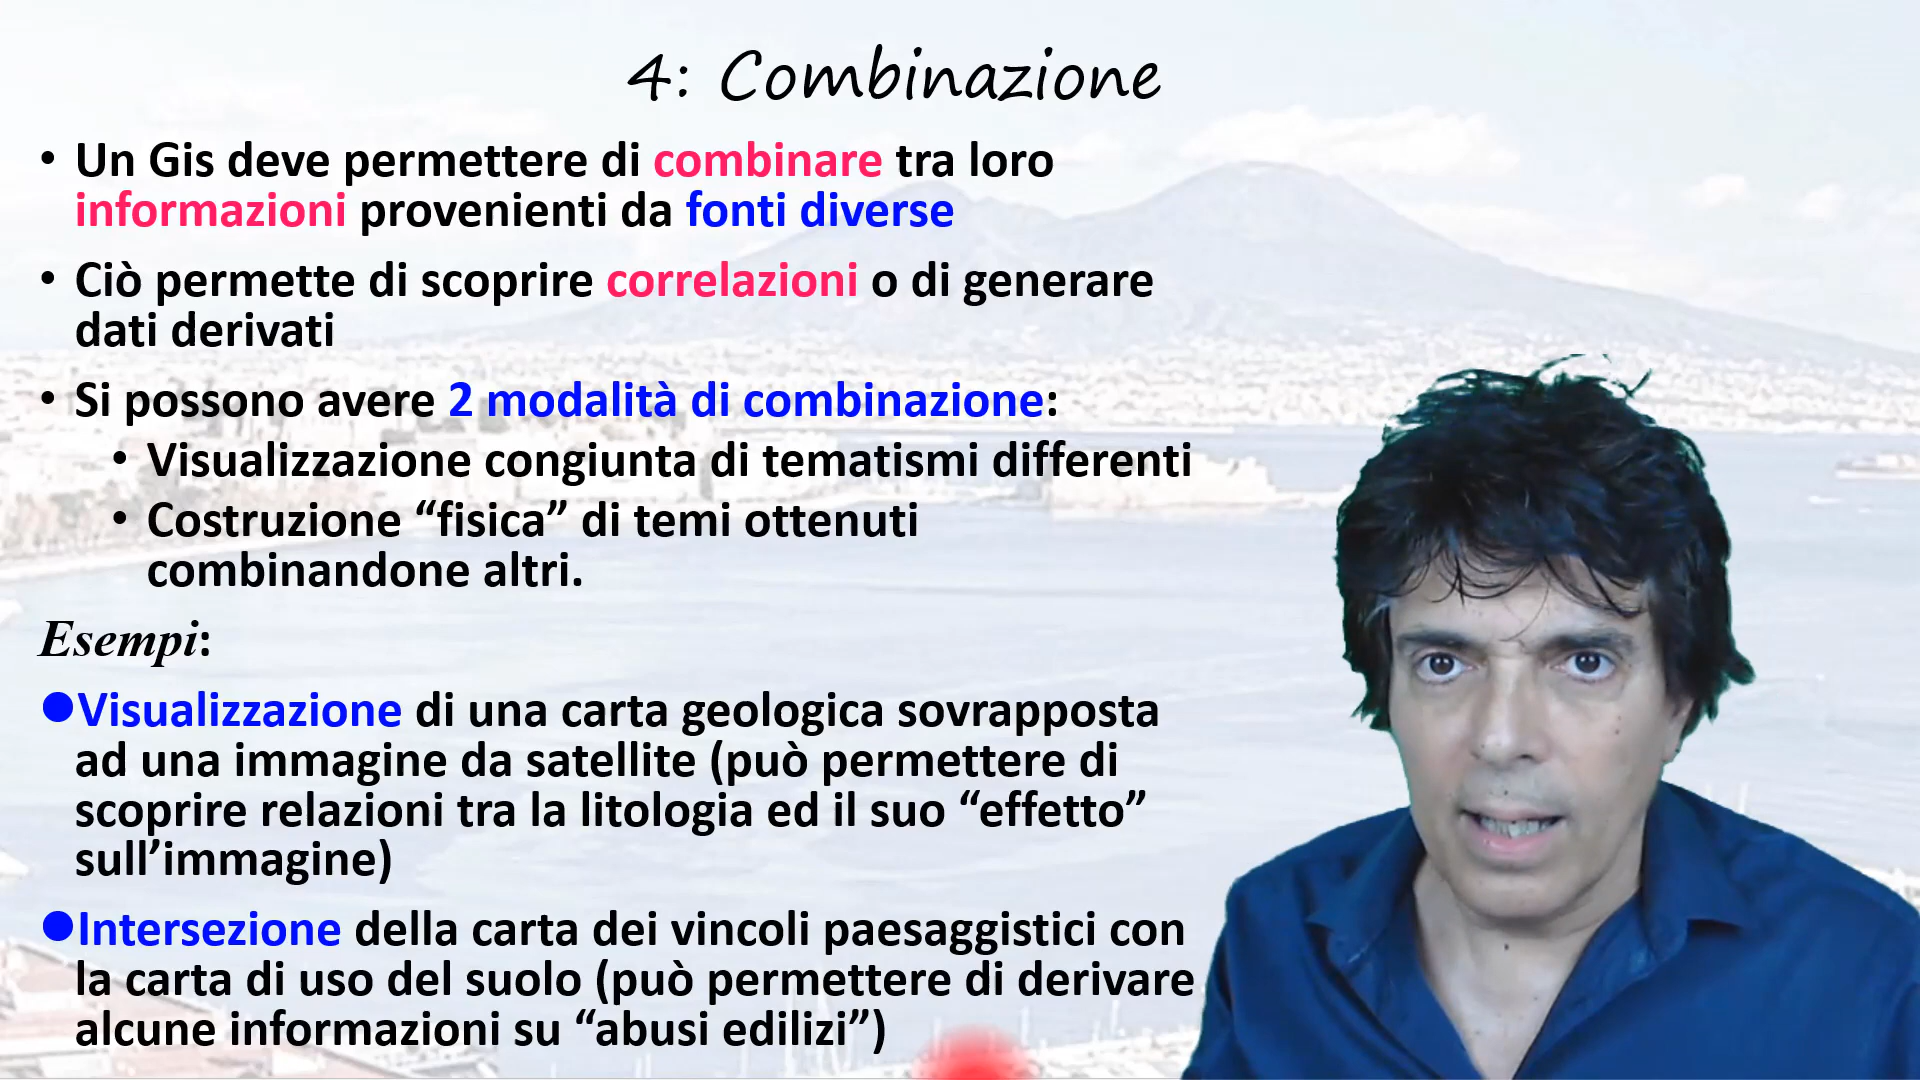 4: Combinazione
• Un Gis deve permettere di combinare tra loro
informazioni provenienti da fonti diverse
• Ciò permette di scoprire correlazioni o di generare
dati derivati
• Si possono avere 2 modalità di combinazione:
• Visualizzazione congiunta di tematismi differenti
• Costruzione “fisica” di temi ottenuti
combinandone altri.
Esempi:
●Visualizzazione di una carta geologica sovrapposta
ad una immagine da satellite (può permettere di
scoprire relazioni tra la litologia ed il suo “effetto”
sull’immagine)
●Intersezione della carta dei vincoli paesaggistici con
la carta di uso del suolo (può permettere di derivare
alcune informazioni su “abusi edilizi”)